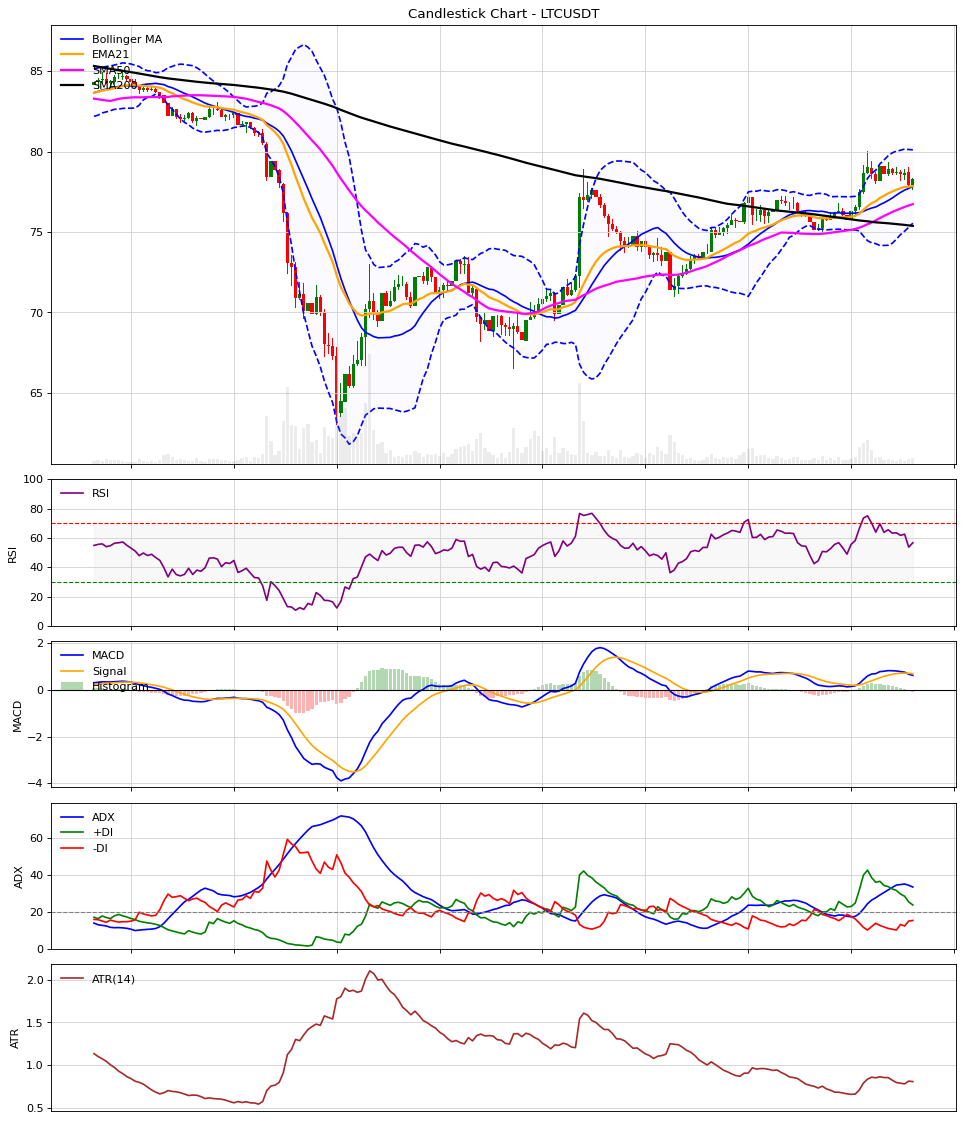 Candlestick Chart - LTCUSDT
Bollinger MA
EMA21
SMA50
SMA200
85
80
75
70
65
RSI
100
80
60
40
20
0
RSI
MACD
Signal
Histogram
2
0
−2
−4
MACD
ADX
+DI
-DI
60
40
20
0
ADX
ATR(14)
2.0
1.5
1.0
0.5
ATR